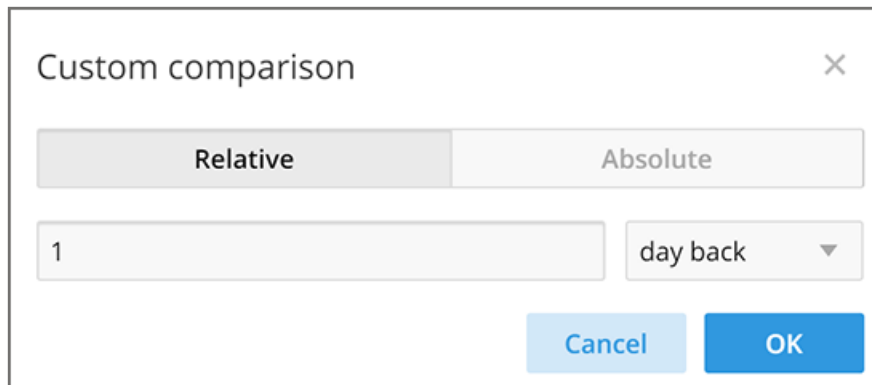 Custom comparison
Relative Absolute
1 day back
Cancel OK